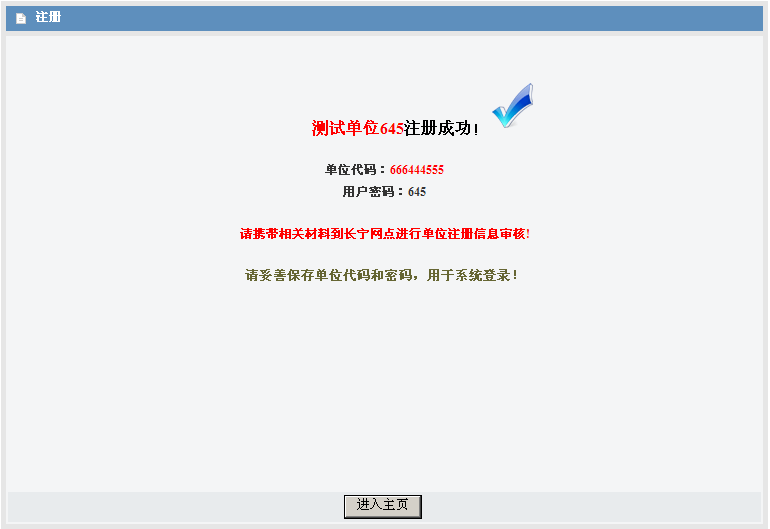 注册
测试单位645注册成功!
单位代码：666444555
用户密码：645
请携带相关材料到长宁网点进行单位注册信息审核!
请妥善保存单位代码和密码，用于系统登录！
进入主页